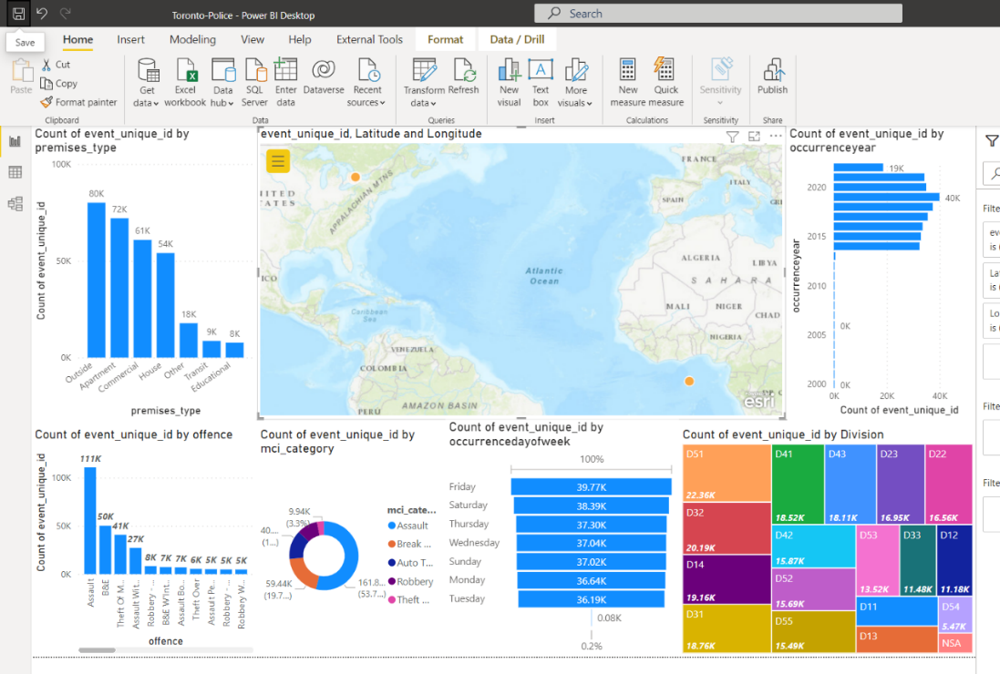 Toronto-Police - Power BI Desktop
Search
Save
Home
Insert
Modeling
View
Help
External Tools
Format
Data / Drill
Paste
Cut
Copy
Format painter
Clipboard
Get data
Excel workbook
Data hub
SQL Server
Enter data
Dataverse
Recent sources
Data
Transform data
Refresh
Queries
New visual
Text box
More visuals
Insert
New measure
Quick measure
Calculations
Sensitivity
Sensitivity
Publish
Share
Count of event_unique_id by
premises_type
100K
50K
0K
Count of event_unique_id
80K
72K
61K
54K
18K
9K
8K
Outside
Apartment
Commercial
House
Other
Transit
Educational
premises_type
event_unique_id, Latitude and Longitude
ITED
ATES
APPALACHIAN MTNS
ICO
Caribbean
Sea
VENEZUELA
COLOMBIA
AMAZON BASIN
PERU
Atlantic
Ocean
FRANCE
ITALY
SPAIN
ALGERIA
LIBYA
SAHARA
MALI
NIGER
CHAD
NIGERIA
esri
Count of event_unique_id by
occurrenceyear
occurrenceyear
2020
2015
2010
2005
2000
19K
40K
0K
0K
0K
20K
40K
Count of event_unique_id
Filte
eve
is (
Lat
is (
Lo
is (
Filte
Filte
Count of event_unique_id by offence
Count of event_unique_id
100K
50K
0K
111K
50K
41K
27K
8K
7K
7K
6K
5K
5K
5K
Assault
B&E
Theft Of M...
Assault Wit...
Robbery - ...
B&E W'Int...
Assault Bo...
Theft Over
Assault Pe...
Robbery - ...
Robbery W...
offence
Count of event_unique_id by
mci_category
9.94K
(3.3%)
40....
(1...)
59.44K
(19.7...)
161.8...
(53.7...)
mci_cate...
Assault
Break ...
Auto T...
Robbery
Theft ...
Count of event_unique_id by
occurrencedayofweek
100%
Friday 39.77K
Saturday 38.39K
Thursday 37.30K
Wednesday 37.04K
Sunday 37.02K
Monday 36.64K
Tuesday 36.19K
0.08K
0.2%
Count of event_unique_id by Division
D51
22.36K
D32
20.19K
D14
19.16K
D31
18.76K
D41
18.52K
D43
18.11K
D23
16.95K
D22
16.56K
D42
15.87K
D52
15.69K
D55
15.49K
D53
13.52K
D33
11.48K
D12
11.18K
D11
D13
D54
5.47K
NSA